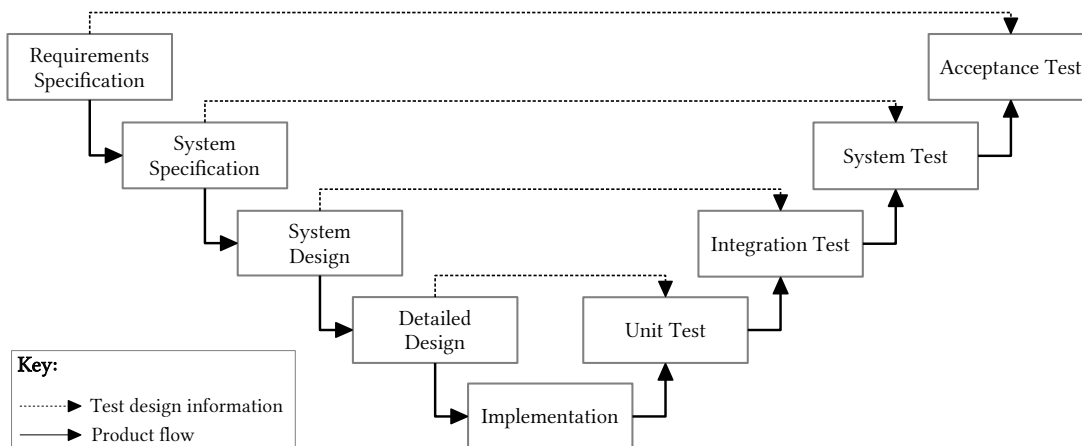 Requirements
Specification
Acceptance Test
System
Specification
System Test
System
Design
Integration Test
Detailed
Design
Unit Test
Implementation
Key:
Test design information
Product flow